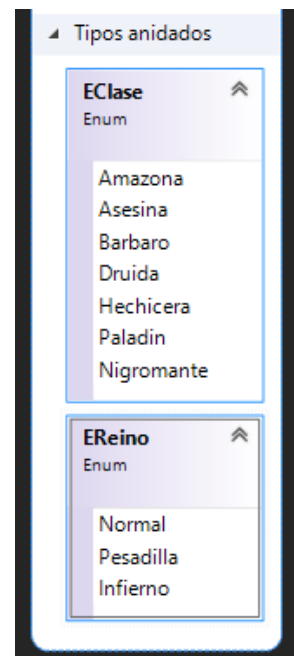 Tipos anidados
EClase
Enum
Amazona
Asesina
Barbaro
Druida
Hechicera
Paladin
Nigromante
EReino
Enum
Normal
Pesadilla
Infierno